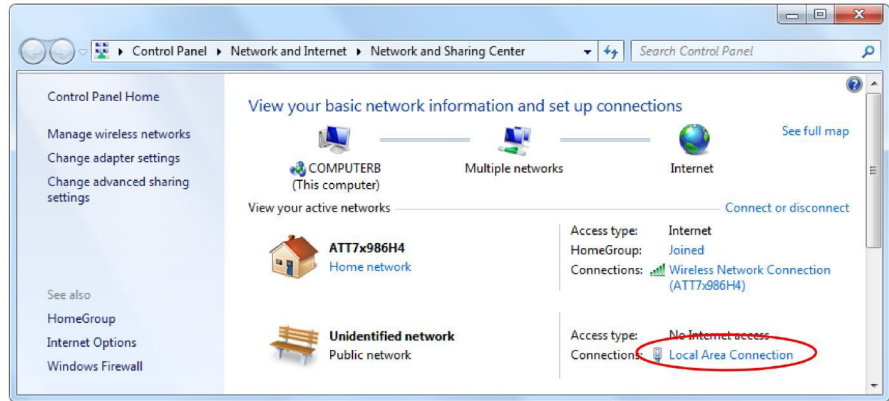 Control Panel ▸ Network and Internet ▸ Network and Sharing Center
Search Control Panel
Control Panel Home
Manage wireless networks
Change adapter settings
Change advanced sharing
settings
See also
HomeGroup
Internet Options
Windows Firewall
View your basic network information and set up connections
See full map
COMPUTERB
(This computer)
Multiple networks
Internet
View your active networks
Connect or disconnect
ATT7x986H4
Home network
Access type: Internet
HomeGroup: Joined
Connections: Wireless Network Connection
(ATT7x986H4)
Unidentified network
Public network
Access type: No Internet access
Connections: Local Area Connection